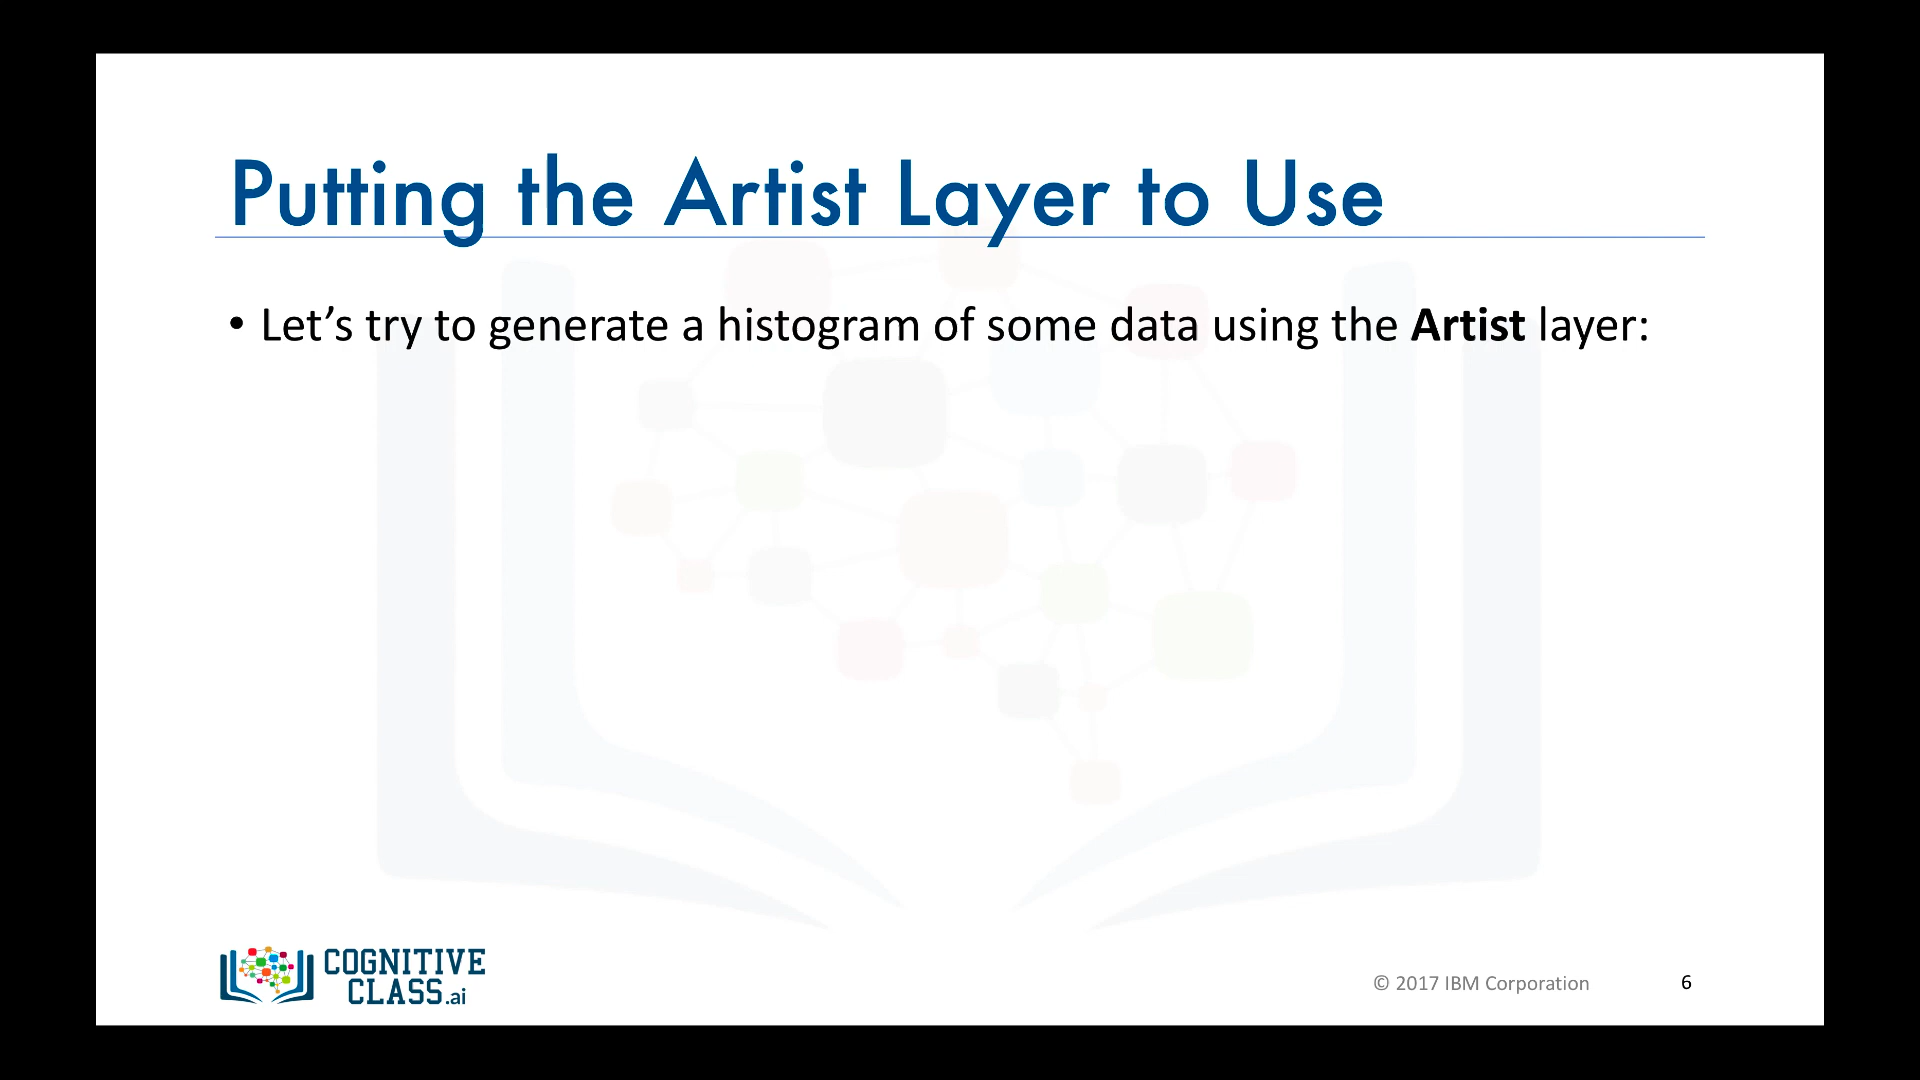 Putting the Artist Layer to Use
• Let’s try to generate a histogram of some data using the Artist layer:
COGNITIVE
CLASS.ai
© 2017 IBM Corporation
6